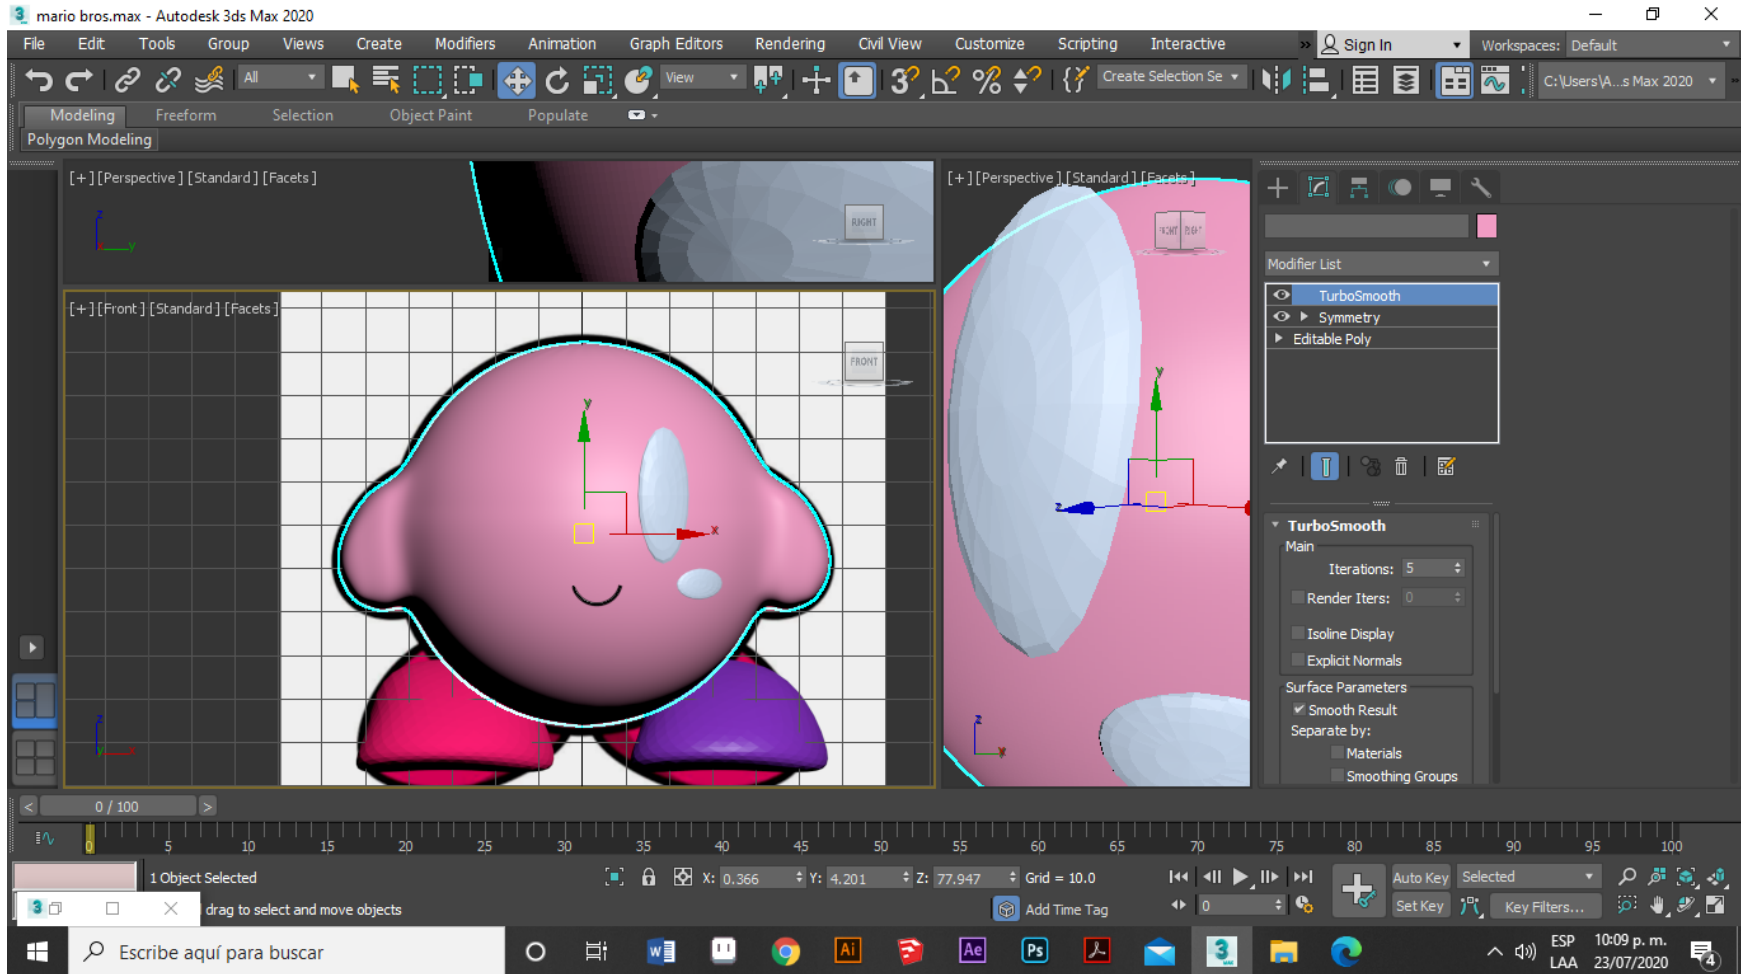 mario bros.max - Autodesk 3ds Max 2020
File Edit Tools Group Views Create Modifiers Animation Graph Editors Rendering Civil View Customize Scripting Interactive » Sign In Workspaces: Default
All View Create Selection Se C:\Users\A...s Max 2020
Modeling Freeform Selection Object Paint Populate
Polygon Modeling
[+] [Perspective] [Standard] [Facets]
z
x y
RIGHT
[+] [Perspective] [Standard] [Facets]
FRONT RIGHT
y
z
z
x
[+] [Front] [Standard] [Facets]
FRONT
y
x
z
y x
Modifier List
TurboSmooth
Symmetry
Editable Poly
TurboSmooth
Main
Iterations: 5
Render Iters: 0
Isoline Display
Explicit Normals
Surface Parameters
Smooth Result
Separate by:
Materials
Smoothing Groups
< 0 / 100 >
0 5 10 15 20 25 30 35 40 45 50 55 60 65 70 75 80 85 90 95 100
1 Object Selected X: 0.366 Y: 4.201 Z: 77.947 Grid = 10.0 Auto Key Selected
drag to select and move objects Add Time Tag 0 Set Key Key Filters...
Escribe aquí para buscar Ai Ae Ps 3 ESP 10:09 p. m.
LAA 23/07/2020 4